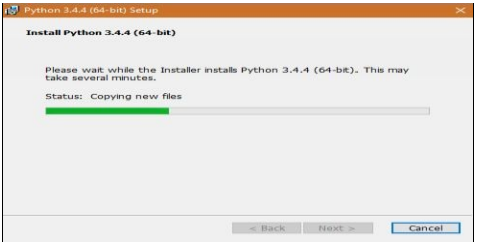 Python 3.4.4 (64-bit) Setup
Install Python 3.4.4 (64-bit)
Please wait while the Installer installs Python 3.4.4 (64-bit). This may
take several minutes.
Status: Copying new files
< Back Next > Cancel